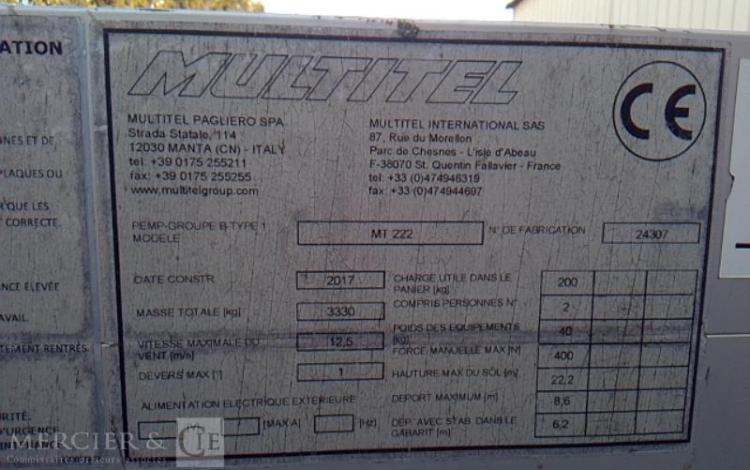 ATION
NES ET DE
PLAQUES OU
QUE LES
CORRECTE.
NCE ÉLEVÉE
AVAIL.
TEMENT RENTRÉS.
URITÉ.
D'URGENCE
MULTITEL
CE
MULTITEL PAGLIERO SPA
Strada Statale, 114
12030 MANTA (CN) - ITALY
tel: +39 0175 255211
fax: +39 0175 255255
www.multitelgroup.com
MULTITEL INTERNATIONAL SAS
87, Rue du Morellon
Parc de Chesnes - L'isle d'Abeau
F-38070 St. Quentin Fallavier - France
tel: +33 (0)474946319
fax: +33 (0)474944697
PEMP-GROUPE B-TYPE 1
MODELE
MT 222
N° DE FABRICATION
24307
DATE CONSTR.
2017
MASSE TOTALE [kg]
3330
VITESSE MAXIMALE DU
VENT [m/s]
12,5
DEVERS MAX [°]
1
ALIMENTATION ELECTRIQUE EXTERIEURE
[V]
[MAX A]
[Hz]
CHARGE UTILE DANS LE
PANIER [kg]
200
COMPRIS PERSONNES N°
2
POIDS DES EQUIPEMENTS
[kg]
40
FORCE MANUELLE MAX [N]
400
HAUTEUR MAX DU SOL [m]
22,2
DEPORT MAXIMUM [m]
8,6
DEP. AVEC STAB. DANS LE
GABARIT [m]
6,2
MERCIER & CIE
Commissaires-priseurs associés